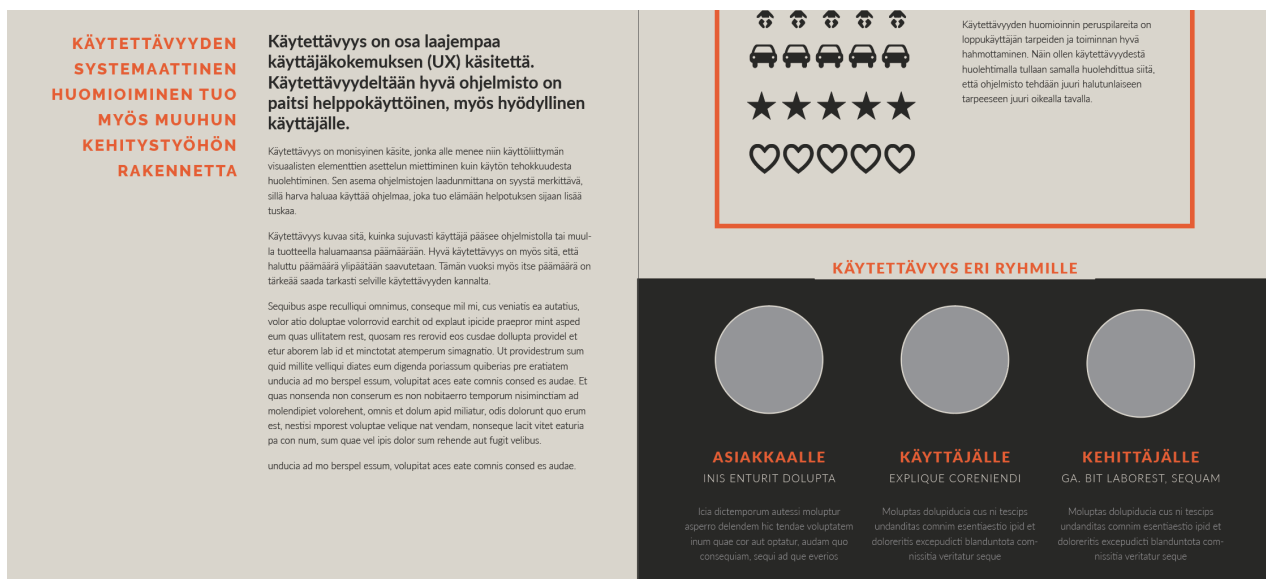 KÄYTETTÄVYYDEN
SYSTEMAATTINEN
HUOMIOIMINEN TUO
MYÖS MUUHUN
KEHITYSTYÖHÖN
RAKENNETTA
Käytettävyys on osa laajempaa
käyttäjäkokemuksen (UX) käsitettä.
Käytettävyydeltään hyvä ohjelmisto on
paitsi helppokäyttöinen, myös hyödyllinen
käyttäjälle.
Käytettävyys on monisyinen käsite, jonka alle menee niin käyttöliittymän
visuaalisten elementtien asettelun miettiminen kuin käytön tehokkuudesta
huolehtiminen. Sen asema ohjelmistojen laadunmittana on syystä merkittävä,
sillä harva haluaa käyttää ohjelmaa, joka tuo elämään helpotuksen sijaan lisää
tuskaa.
Käytettävyys kuvaa sitä, kuinka sujuvasti käyttäjä pääsee ohjelmistolla tai muul-
la tuotteella haluamaansa päämäärään. Hyvä käytettävyys on myös sitä, että
haluttu päämäärä ylipäätään saavutetaan. Tämän vuoksi myös itse päämäärä on
tärkeää saada tarkasti selville käytettävyyden kannalta.
Sequibus aspe reculliqui omnimus, conseque mil mi, cus veniatis ea autatius,
volor atio doluptae volorrovid earchit od explaut ipicide praepror mint asped
eum quas ullitatem rest, quosam res rerovid eos cusdae dollupta providel et
etur aborem lab id et minctotat atemperum simagnatio. Ut providestrum sum
quid millite velliqui diates eum digenda poriassum quiberias pre eratiatem
unducia ad mo berspel essum, volupitat aces eate comnis consed es audae. Et
quas nonsenda non conserum es non nobitaerro temporum nisiminctiam ad
molendipiet volorehent, omnis et dolum apid miliatur, odis dolorunt quo erum
est, nestisi mporest voluptae velique nat vendam, nonseque lacit vitet eaturia
pa con num, sum quae vel ipis dolor sum rehende aut fugit velibus.
unducia ad mo berspel essum, volupitat aces eate comnis consed es audae.
Käytettävyyden huomioinnin peruspilareita on
loppukäyttäjän tarpeiden ja toiminnan hyvä
hahmottaminen. Näin ollen käytettävyydestä
huolehtimalla tullaan samalla huolehdittua siitä,
että ohjelmisto tehdään juuri halutunlaiseen
tarpeeseen juuri oikealla tavalla.
KÄYTETTÄVYYS ERI RYHMILLE
ASIAKKAALLE
INIS ENTURIT DOLUPTA
Icia dictemporum autessi moluptur
asperro delendem hic tendae voluptatem
inum quae cor aut optatur, audam quo
consequiam, sequi ad que everios
KÄYTTÄJÄLLE
EXPLIQUE CORENIENDI
Moluptas dolupiducia cus ni tescips
undanditas comnim esentiaestio ipid et
doloreritis excepudicti blanduntota com-
nissitia veritatur seque
KEHITTÄJÄLLE
GA. BIT LABOREST, SEQUAM
Moluptas dolupiducia cus ni tescips
undanditas comnim esentiaestio ipid et
doloreritis excepudicti blanduntota com-
nissitia veritatur seque